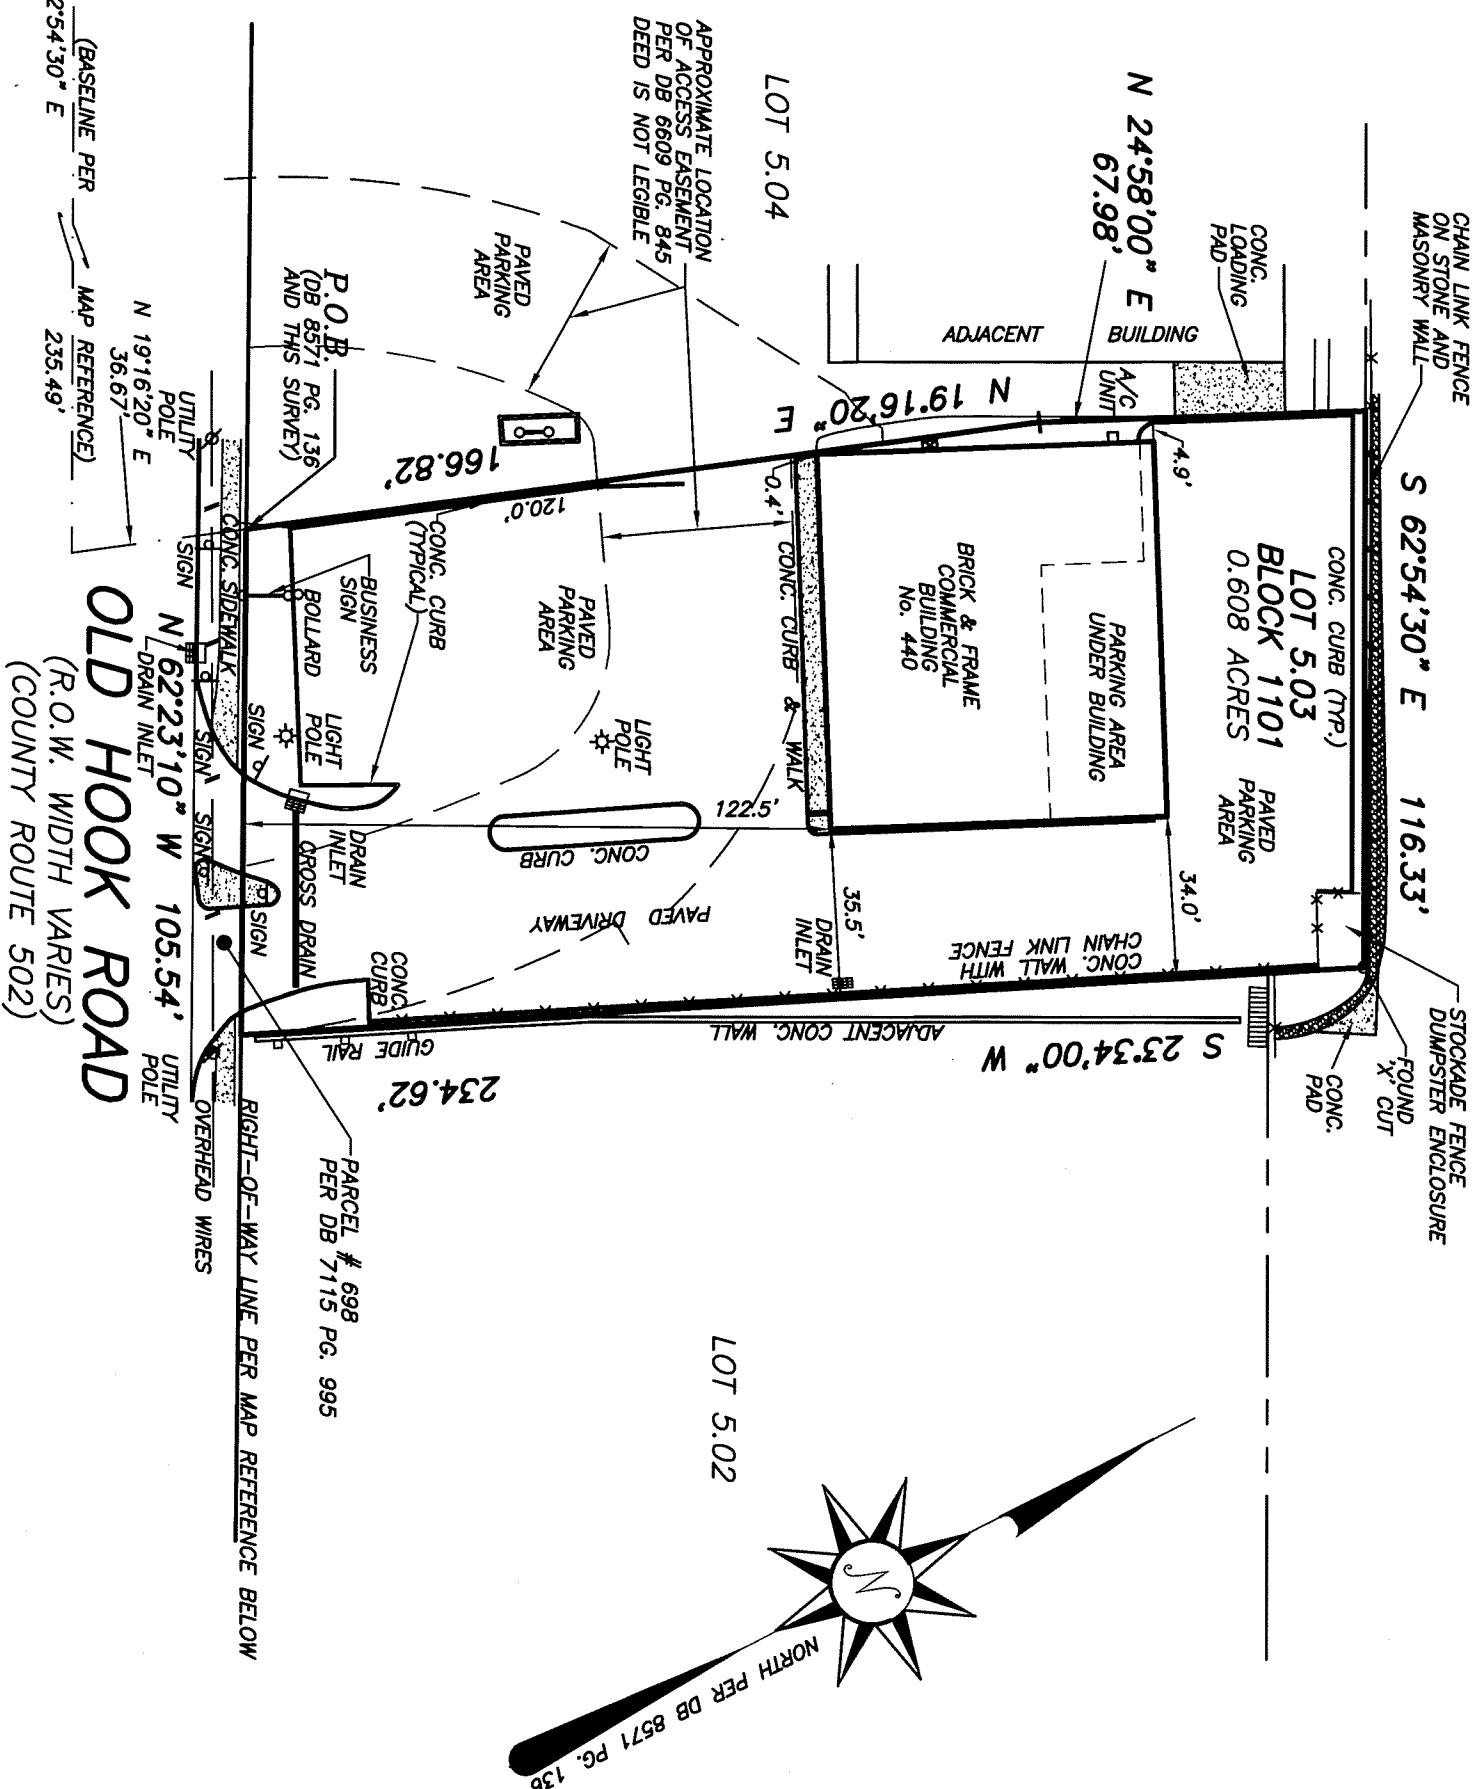 CHAIN LINK FENCE
ON STONE AND
MASONRY WALL
S 62°54'30" E 116.33'
STOCKADE FENCE
DUMPSTER ENCLOSURE
FOUND
'X' CUT
CONC.
PAD
CONC. CURB (TYP.)
LOT 5.03
BLOCK 1101
0.608 ACRES
PAVED
PARKING
AREA
CONC.
LOADING
PAD
N 24°58'00" E
67.98'
ADJACENT BUILDING
A/C
UNIT
4.9'
34.0'
PARKING AREA
UNDER BUILDING
BRICK & FRAME
COMMERCIAL
BUILDING
No. 440
CONC. WALL WITH
CHAIN LINK FENCE
LOT 5.04
N 19°16'20" E
166.82'
0.4'
CONC. CURB & WALK
35.5'
DRAIN
INLET
S 23°34'00" W
234.62'
ADJACENT CONC. WALL
LOT 5.02
APPROXIMATE LOCATION
OF ACCESS EASEMENT
PER DB 6609 PG. 845
DEED IS NOT LEGIBLE
122.5'
LIGHT
POLE
PAVED
PARKING
AREA
120.0'
PAVED DRIVEWAY
CONC. CURB
PAVED
PARKING
AREA
CONC. CURB
(TYPICAL)
BUSINESS
SIGN
BOLLARD
LIGHT
POLE
DRAIN
INLET
CROSS DRAIN
CONC.
CURB
GUIDE RAIL
P.O.B.
(DB 8571 PG. 136
AND THIS SURVEY)
SIGN
SIGN
PARCEL # 698
PER DB 7115 PG. 995
RIGHT-OF-WAY LINE PER MAP REFERENCE BELOW
CONC. SIDEWALK
SIGN
SIGN
SIGN
OVERHEAD WIRES
UTILITY
POLE
DRAIN INLET
N 62°23'10" W 105.54'
UTILITY
POLE
N 19°16'20" E
36.67'
(BASELINE PER MAP REFERENCE)
2°54'30" E 235.49'
OLD HOOK ROAD
(R.O.W. WIDTH VARIES)
(COUNTY ROUTE 502)
N
NORTH PER DB 8571 PG. 136